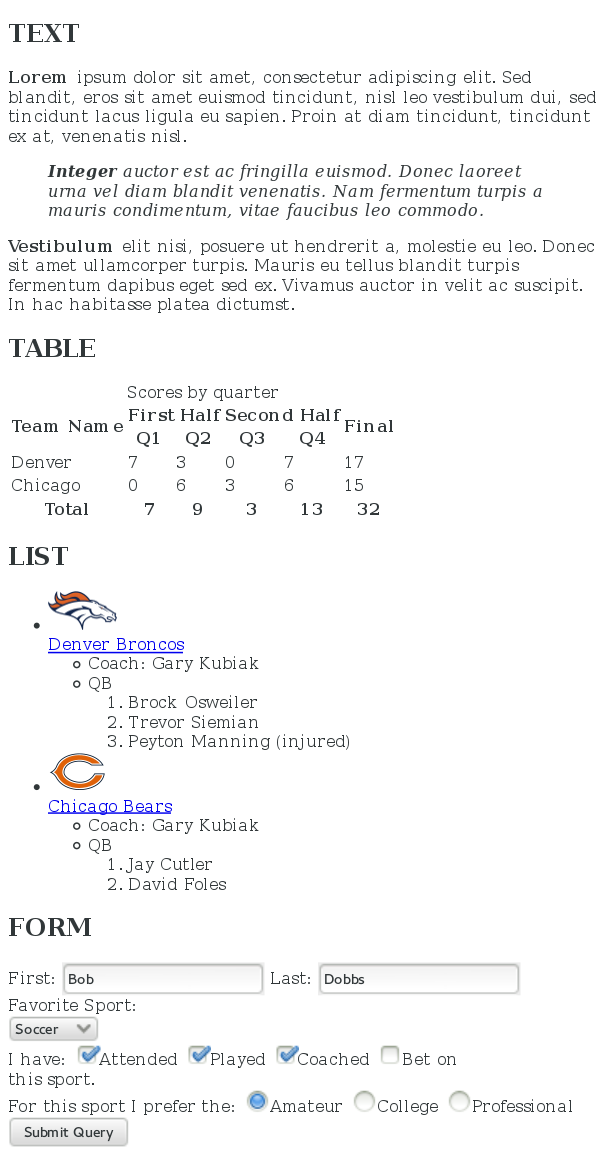 TEXT
Lorem ipsum dolor sit amet, consectetur adipiscing elit. Sed
blandit, eros sit amet euismod tincidunt, nisl leo vestibulum dui, sed
tincidunt lacus ligula eu sapien. Proin at diam tincidunt, tincidunt
ex at, venenatis nisl.
Integer auctor est ac fringilla euismod. Donec laoreet
urna vel diam blandit venenatis. Nam fermentum turpis a
mauris condimentum, vitae faucibus leo commodo.
Vestibulum elit nisi, posuere ut hendrerit a, molestie eu leo. Donec
sit amet ullamcorper turpis. Mauris eu tellus blandit turpis
fermentum dapibus eget sed ex. Vivamus auctor in velit ac suscipit.
In hac habitasse platea dictumst.
TABLE
Scores by quarter
Team Name First Half Second Half Final
Q1 Q2 Q3 Q4
Denver 7 3 0 7 17
Chicago 0 6 3 6 15
Total 7 9 3 13 32
LIST
Denver Broncos
Coach: Gary Kubiak
QB
1. Brock Osweiler
2. Trevor Siemian
3. Peyton Manning (injured)
Chicago Bears
Coach: Gary Kubiak
QB
1. Jay Cutler
2. David Foles
FORM
First: Bob Last: Dobbs
Favorite Sport:
Soccer
I have: Attended Played Coached Bet on
this sport.
For this sport I prefer the: Amateur College Professional
Submit Query